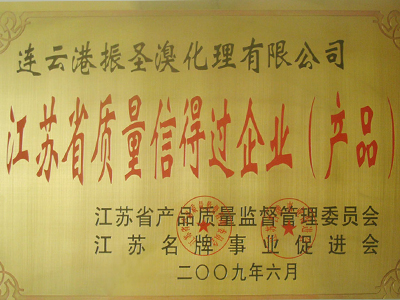 连云港振圣溴化理有限公司
江苏省质量信得过企业(产品)
江苏省产品质量监督管理委员会
江苏名牌事业促进会
二〇〇九年六月